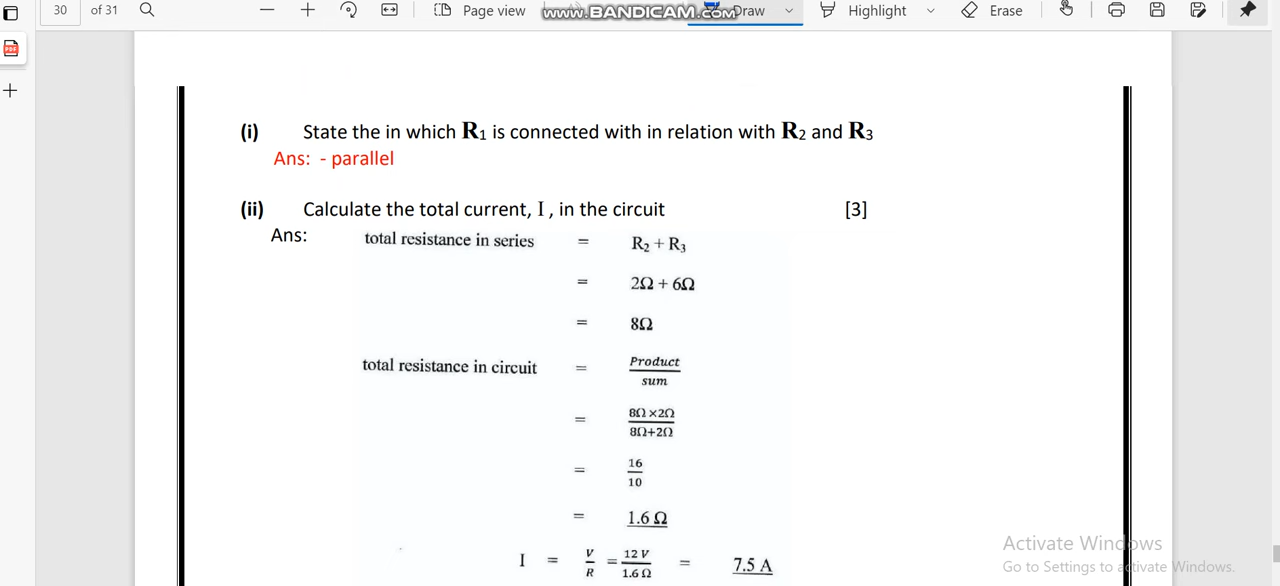 30 of 31 Page view Draw Highlight Erase
www.BANDICAM.com
(i) State the in which R1 is connected with in relation with R2 and R3
Ans: - parallel
(ii) Calculate the total current, I , in the circuit [3]
Ans: total resistance in series = R2 + R3
= 2Ω + 6Ω
= 8Ω
total resistance in circuit = Product / sum
= 8Ω ×2Ω / 8Ω+2Ω
= 16 / 10
= 1.6 Ω
I = V / R = 12 V / 1.6 Ω = 7.5 A
Activate Windows
Go to Settings to activate Windows.